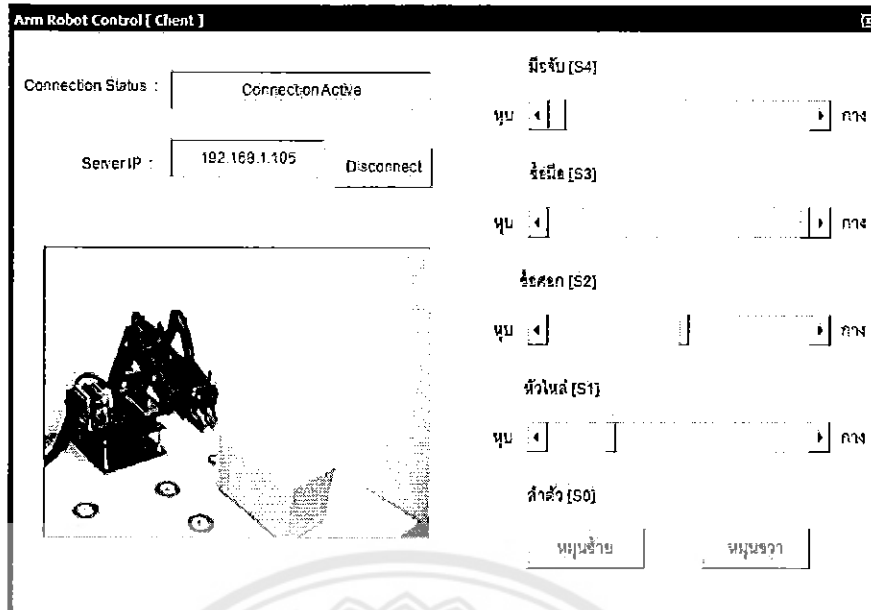 Arm Robot Control [ Client ]
Connection Status :
Connection Active
Server IP :
192.168.1.105
Disconnect
มือจับ [S4]
หุบ
กาง
ข้อมือ [S3]
หุบ
กาง
ข้อศอก [S2]
หุบ
กาง
หัวไหล่ [S1]
หุบ
กาง
ลำตัว [S0]
หมุนซ้าย
หมุนขวา